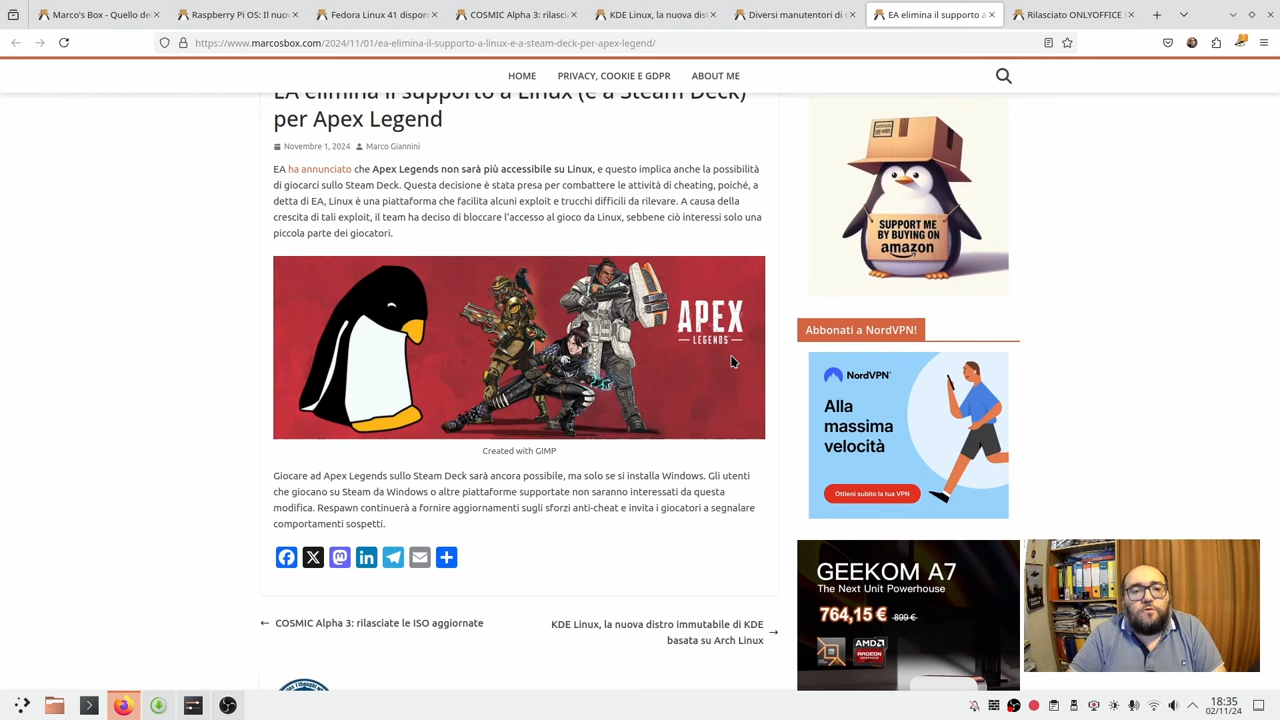 Marco's Box - Quello de
Raspberry Pi OS: Il nuov
Fedora Linux 41 dispon
COSMIC Alpha 3: rilasci
KDE Linux, la nuova dist
Diversi manutentori di
EA elimina il supporto a
Rilasciato ONLYOFFICE
https://www.marcosbox.com/2024/11/01/ea-elimina-il-supporto-a-linux-e-a-steam-deck-per-apex-legend/
HOME
PRIVACY, COOKIE E GDPR
ABOUT ME
EA elimina il supporto a Linux (e a Steam Deck)
per Apex Legend
Novembre 1, 2024
Marco Giannini
EA ha annunciato che Apex Legends non sarà più accessibile su Linux, e questo implica anche la possibilità
di giocarci sullo Steam Deck. Questa decisione è stata presa per combattere le attività di cheating, poiché, a
detta di EA, Linux è una piattaforma che facilita alcuni exploit e trucchi difficili da rilevare. A causa della
crescita di tali exploit, il team ha deciso di bloccare l'accesso al gioco da Linux, sebbene ciò interessi solo una
piccola parte dei giocatori.
APEX
LEGENDS
Created with GIMP
Giocare ad Apex Legends sullo Steam Deck sarà ancora possibile, ma solo se si installa Windows. Gli utenti
che giocano su Steam da Windows o altre piattaforme supportate non saranno interessati da questa
modifica. Respawn continuerà a fornire aggiornamenti sugli sforzi anti-cheat e invita i giocatori a segnalare
comportamenti sospetti.
← COSMIC Alpha 3: rilasciate le ISO aggiornate
KDE Linux, la nuova distro immutabile di KDE →
basata su Arch Linux
SUPPORT ME
BY BUYING ON
amazon
Abbonati a NordVPN!
NordVPN
Alla
massima
velocità
Ottieni subito la tua VPN
GEEKOM A7
The Next Unit Powerhouse
764,15 € 899 €
AMD
RADEON
GRAPHICS
18:35
02/11/24